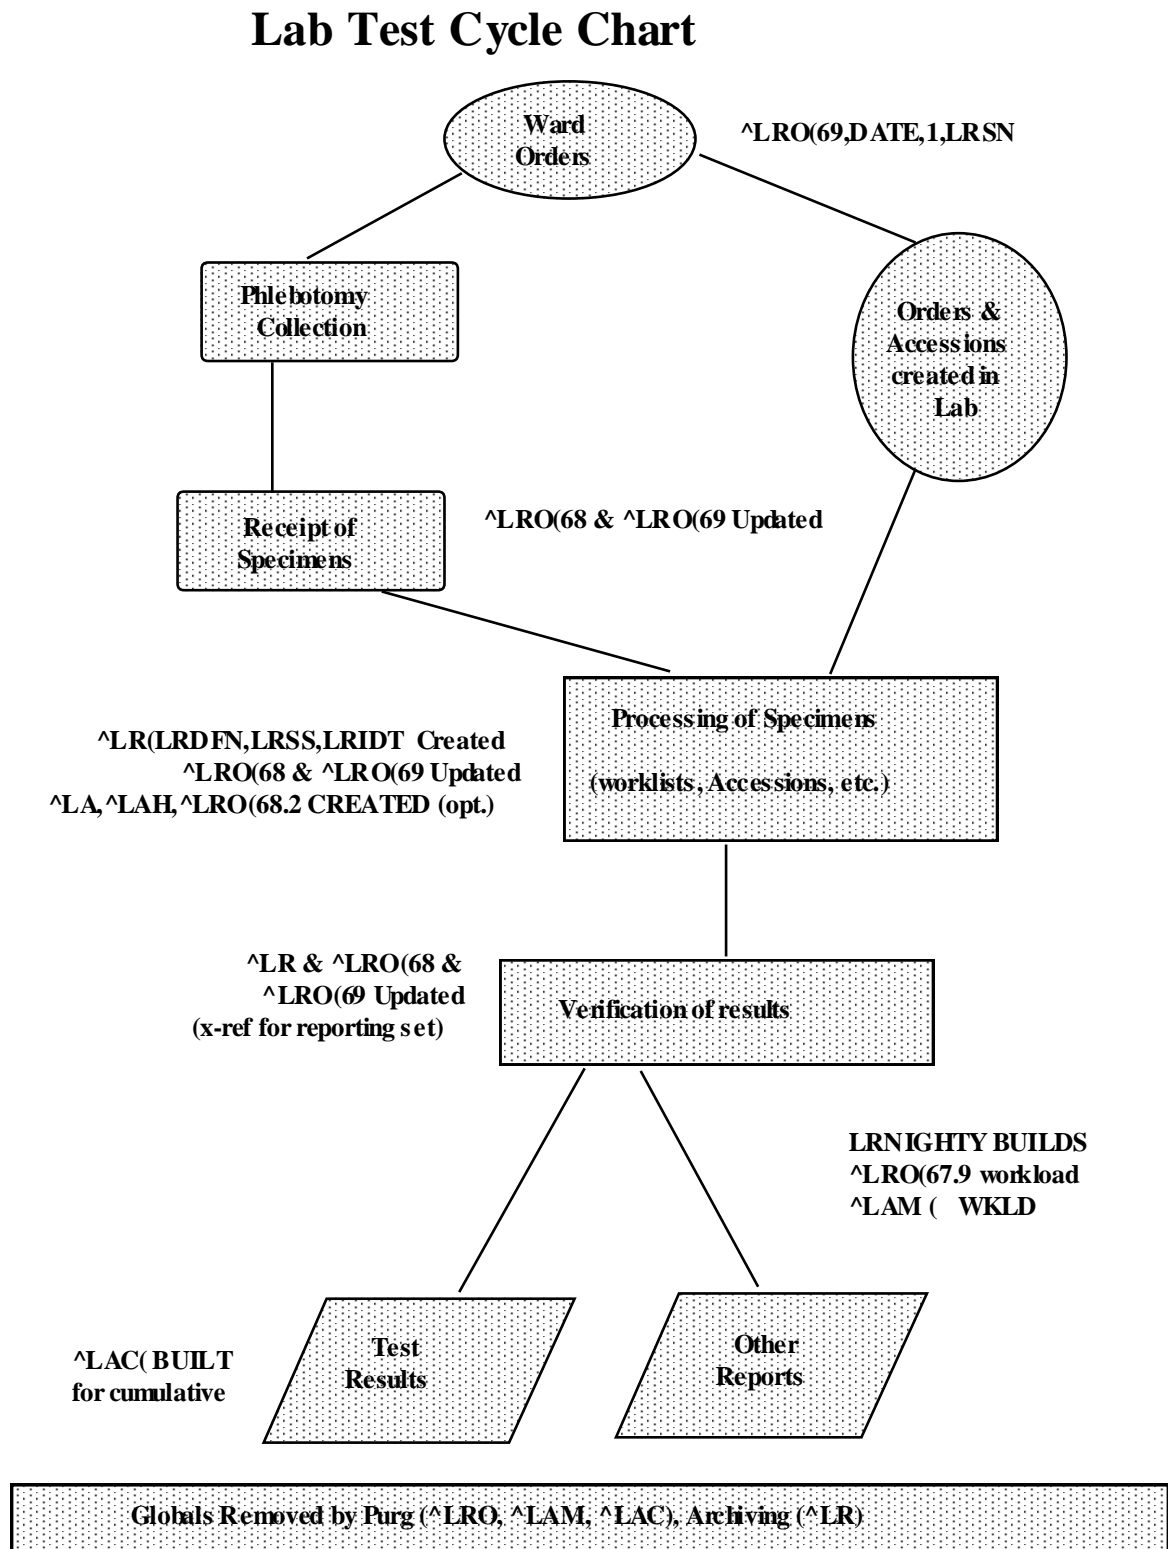 Lab Test Cycle Chart
Ward
Orders
^LRO(69,DATE,1,LRSN
Phlebotomy
Collection
Orders &
Accessions
created in
Lab
Receipt of
Specimens
^LRO(68 & ^LRO(69 Updated
Processing of Specimens
(worklists, Accessions, etc.)
^LR(LRDFN,LRSS,LRIDT Created
^LRO(68 & ^LRO(69 Updated
^LA,^LAH,^LRO(68.2 CREATED (opt.)
^LR & ^LRO(68 &
^LRO(69 Updated
(x-ref for reporting set)
Verification of results
LRNIGHTY BUILDS
^LRO(67.9 workload
^LAM ( WKLD
^LAC( BUILT
for cumulative
Test
Results
Other
Reports
Globals Removed by Purg (^LRO, ^LAM, ^LAC), Archiving (^LR)